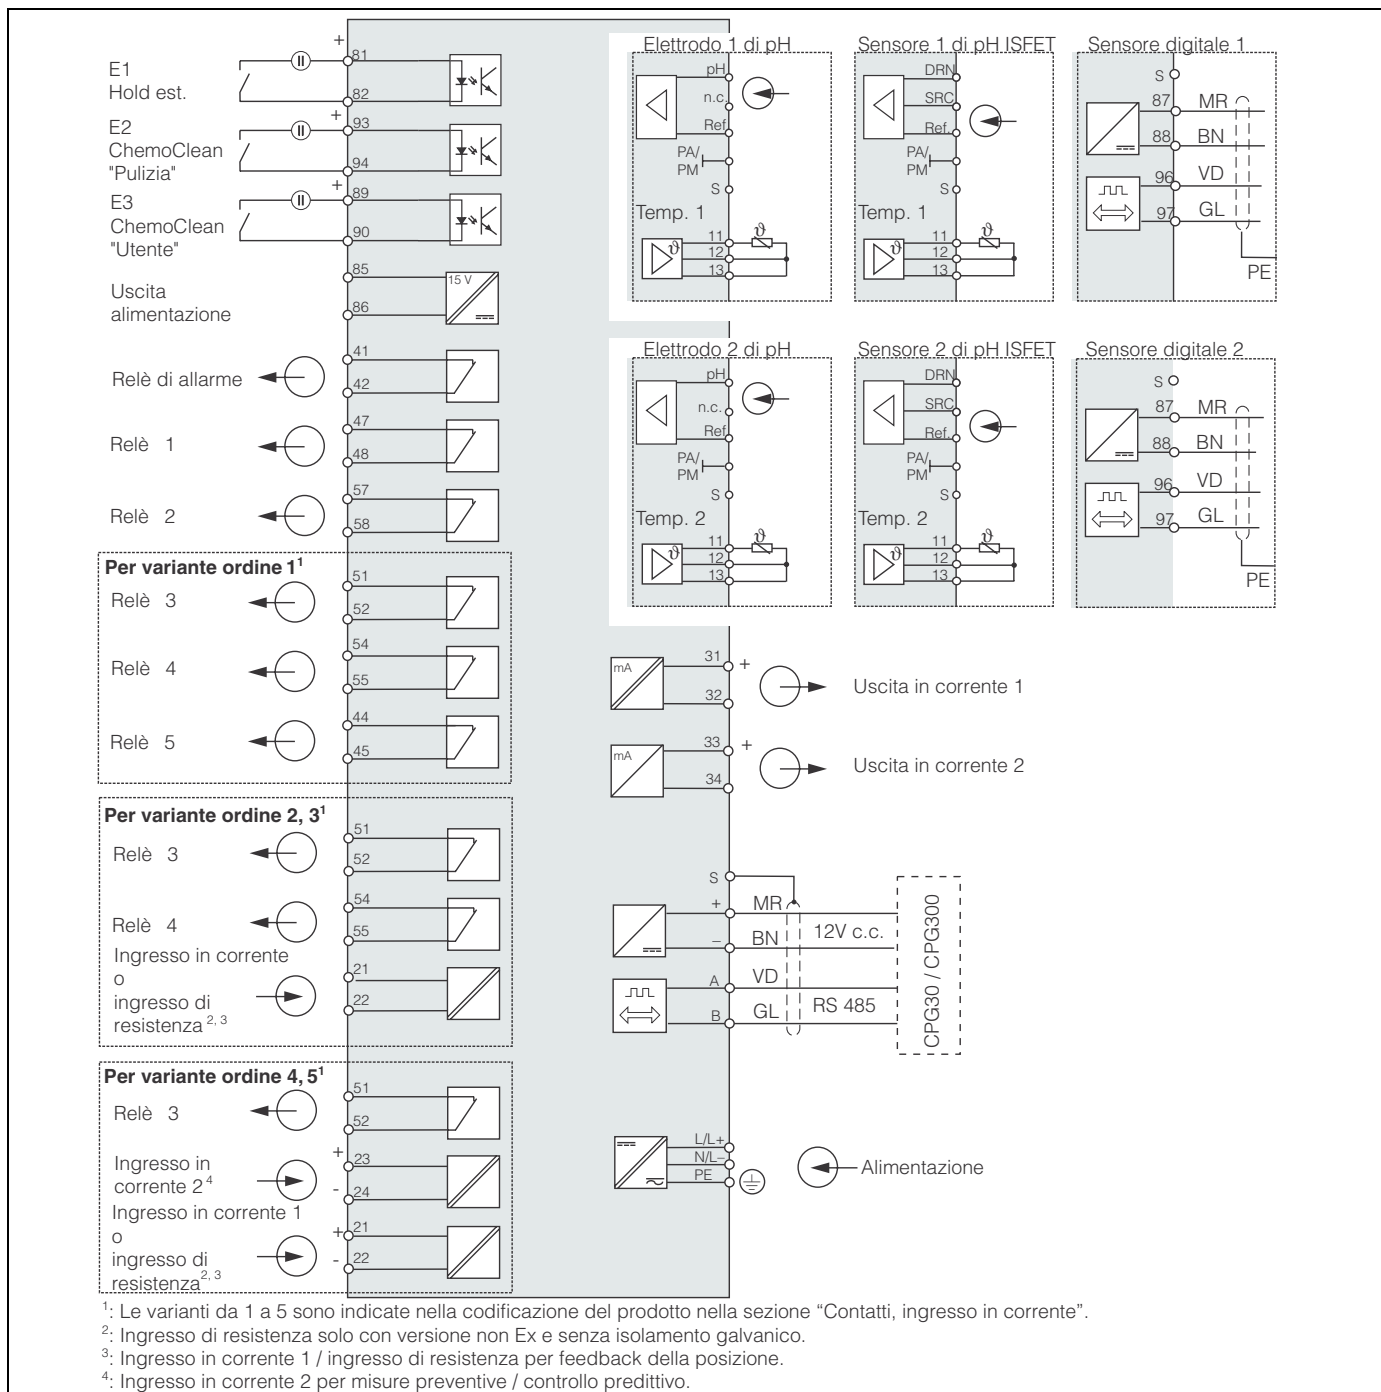 E1
Hold est.
+
81
82
E2
ChemoClean
"Pulizia"
+
93
94
E3
ChemoClean
"Utente"
+
89
90
Uscita
alimentazione
85
86
15 V
Relè di allarme
41
42
Relè 1
47
48
Relè 2
57
58
Per variante ordine 1¹
Relè 3
51
52
Relè 4
54
55
Relè 5
44
45
Per variante ordine 2, 3¹
Relè 3
51
52
Relè 4
54
55
Ingresso in corrente
o
ingresso di
resistenza ²,³
21
22
Per variante ordine 4, 5¹
Relè 3
51
52
Ingresso in
corrente 2⁴
+
23
-
24
Ingresso in corrente 1
o
ingresso di
resistenza²,³
+
21
-
22
Elettrodo 1 di pH
pH
n.c.
Ref
PA/
PM
S
Temp. 1
ϑ
11
12
13
ϑ
Sensore 1 di pH ISFET
DRN
SRC
Ref.
PA/
PM
S
Temp. 1
ϑ
11
12
13
ϑ
Sensore digitale 1
S
87 MR
88 BN
96 VD
97 GL
PE
Elettrodo 2 di pH
pH
n.c.
Ref
PA/
PM
S
Temp. 2
ϑ
11
12
13
ϑ
Sensore 2 di pH ISFET
DRN
SRC
Ref.
PA/
PM
S
Temp. 2
ϑ
11
12
13
ϑ
Sensore digitale 2
S
87 MR
88 BN
96 VD
97 GL
PE
mA
31
+
32
Uscita in corrente 1
mA
33
+
34
Uscita in corrente 2
S
+ MR
12V c.c.
– BN
A VD
RS 485
B GL
CPG30 / CPG300
L/L+
N/L–
PE
Alimentazione
¹: Le varianti da 1 a 5 sono indicate nella codificazione del prodotto nella sezione “Contatti, ingresso in corrente”.
²: Ingresso di resistenza solo con versione non Ex e senza isolamento galvanico.
³: Ingresso in corrente 1 / ingresso di resistenza per feedback della posizione.
⁴: Ingresso in corrente 2 per misure preventive / controllo predittivo.